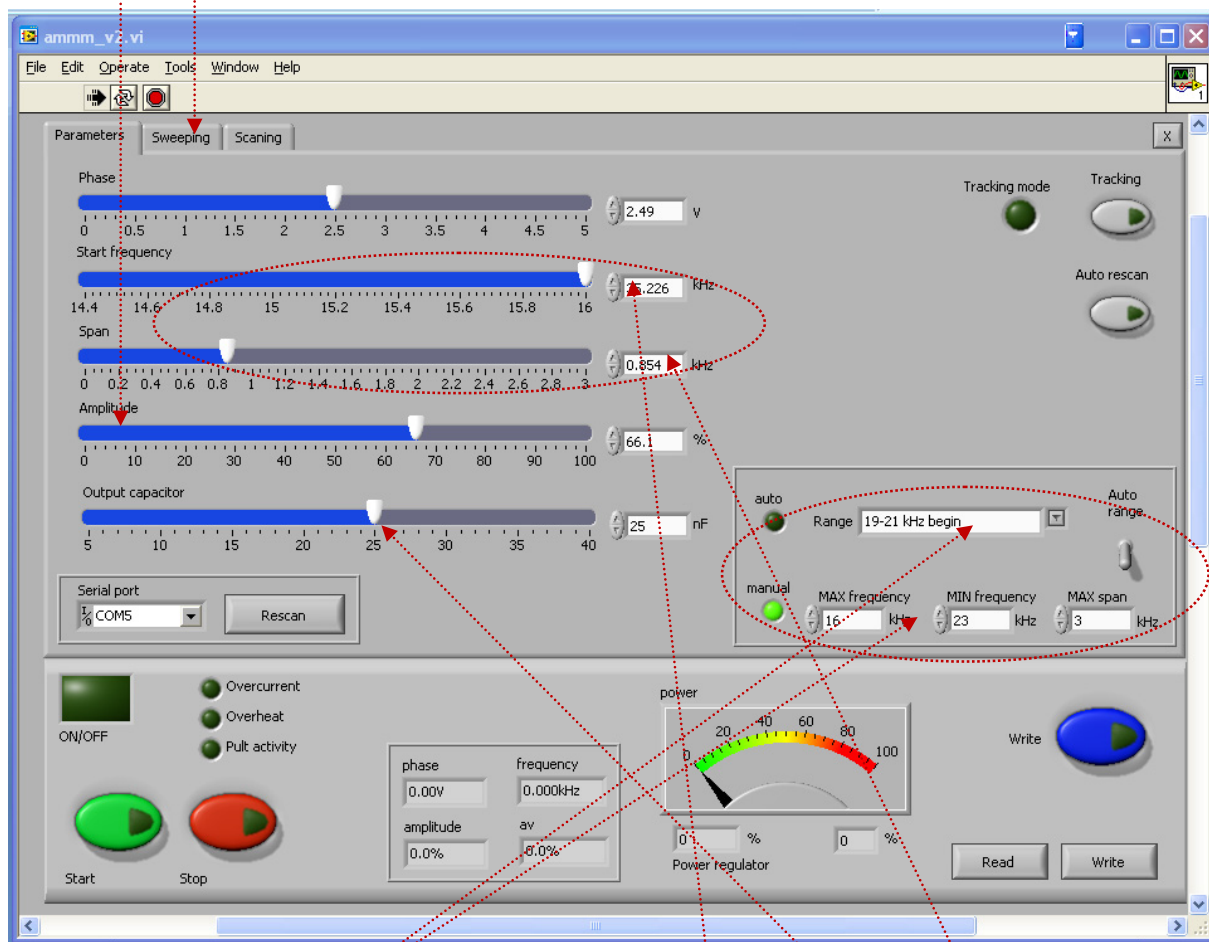 ammm_v2.vi
File Edit Operate Tools Window Help
1
Parameters Sweeping Scaning X
Phase
2.49 V
0 0.5 1 1.5 2 2.5 3 3.5 4 4.5 5
Tracking mode Tracking
Start frequency
kHz
14.4 14.6 14.8 15 15.2 15.4 15.6 15.8 16
Auto rescan
Span
0.854 kHz
0 0.2 0.4 0.6 0.8 1 1.2 1.4 1.6 1.8 2 2.2 2.4 2.6 2.8 3
Amplitude
66.1 %
0 10 20 30 40 50 60 70 80 90 100
Output capacitor
25 nF
5 10 15 20 25 30 35 40
auto Range 19-21 kHz begin Auto range
manual MAX frequency MIN frequency MAX span
16 kHz 23 kHz 3 kHz
Serial port
I/O COM5 Rescan
ON/OFF
Overcurrent
Overheat
Pult activity
Start Stop
phase frequency
0.00V 0.000kHz
amplitude av
0.0% 0.0%
power
0 20 40 60 80 100
0 % 0 %
Power regulator
Write
Read Write